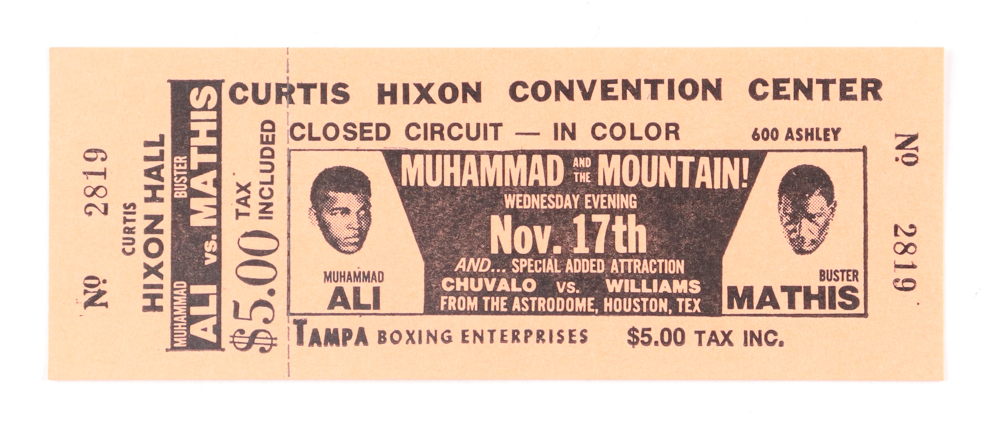 Nº 2819
CURTIS
HIXON HALL
MUHAMMAD ALI vs. BUSTER MATHIS
$5.00 TAX INCLUDED
CURTIS HIXON CONVENTION CENTER
CLOSED CIRCUIT — IN COLOR 600 ASHLEY
MUHAMMAD AND THE MOUNTAIN!
WEDNESDAY EVENING
Nov. 17th
AND... SPECIAL ADDED ATTRACTION
CHUVALO vs. WILLIAMS
FROM THE ASTRODOME, HOUSTON, TEX
MUHAMMAD
ALI
BUSTER
MATHIS
TAMPA BOXING ENTERPRISES $5.00 TAX INC.
Nº 2819